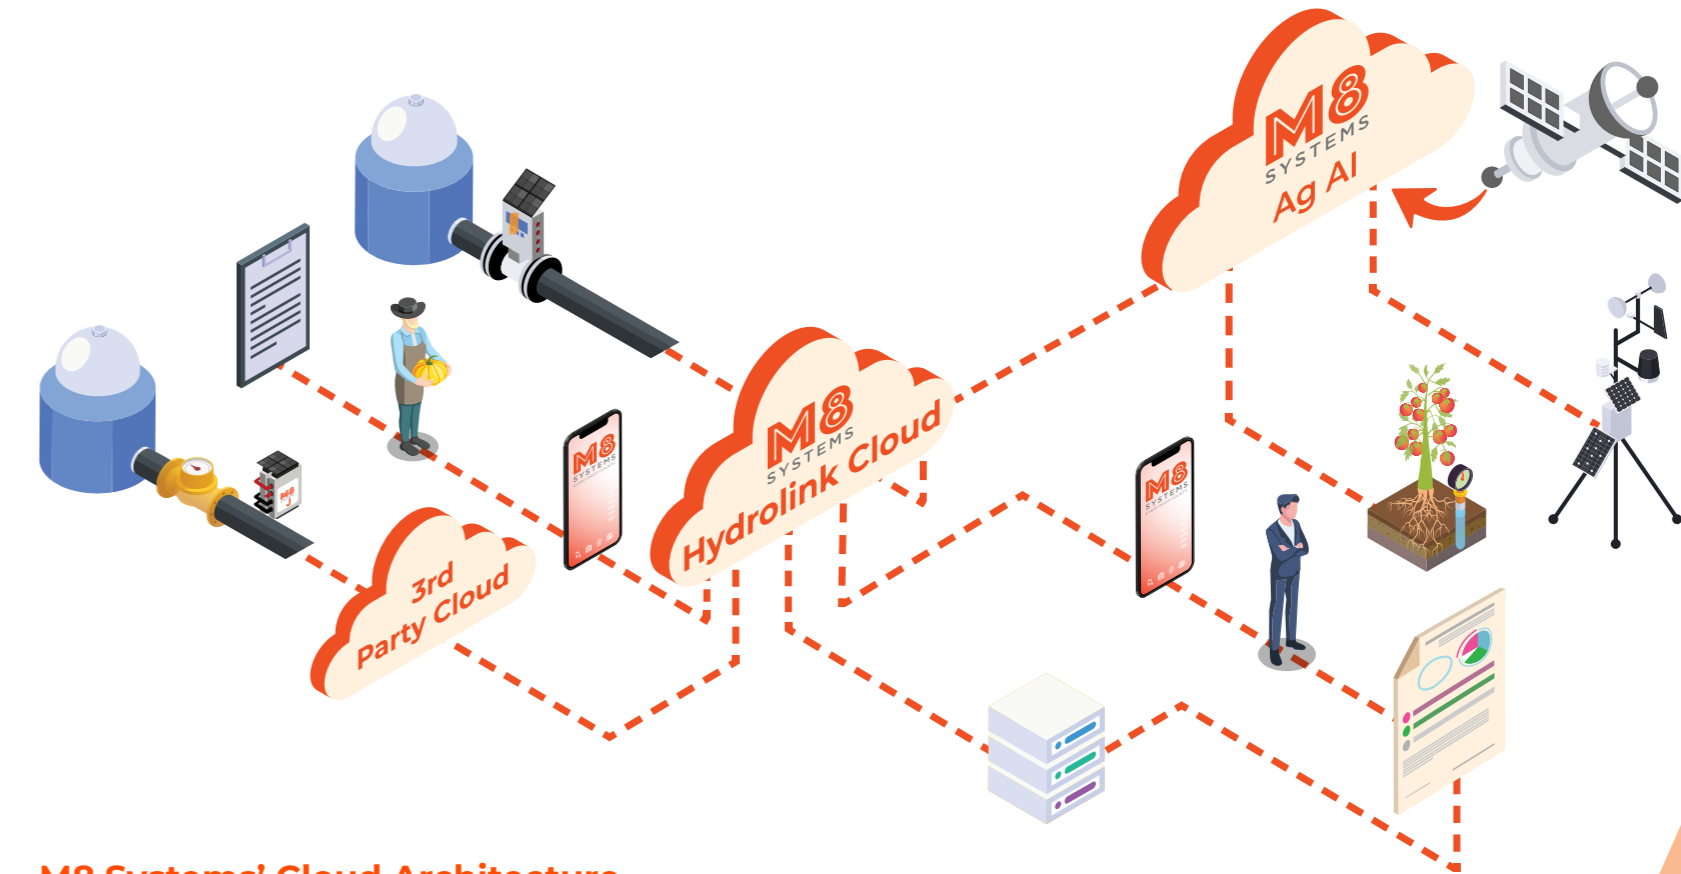 M8
SYSTEMS
Ag AI
M8
SYSTEMS
Hydrolink Cloud
M8
SYSTEMS
M8
SYSTEMS
M8
3rd
Party Cloud
M8 Systems' Cloud Architecture